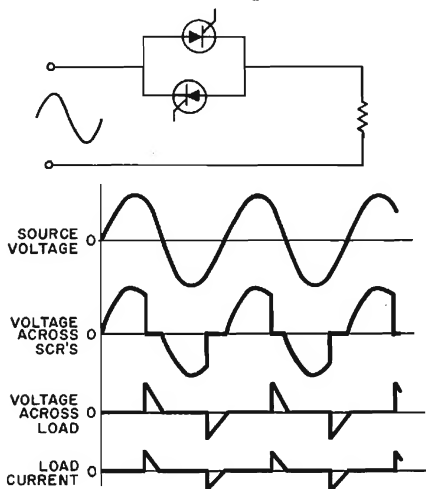 SOURCE
VOLTAGE 0
VOLTAGE
ACROSS 0
SCR'S
VOLTAGE
ACROSS 0
LOAD
LOAD
CURRENT 0